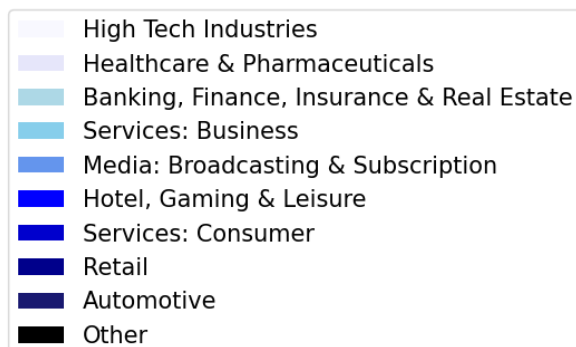 High Tech Industries
Healthcare & Pharmaceuticals
Banking, Finance, Insurance & Real Estate
Services: Business
Media: Broadcasting & Subscription
Hotel, Gaming & Leisure
Services: Consumer
Retail
Automotive
Other